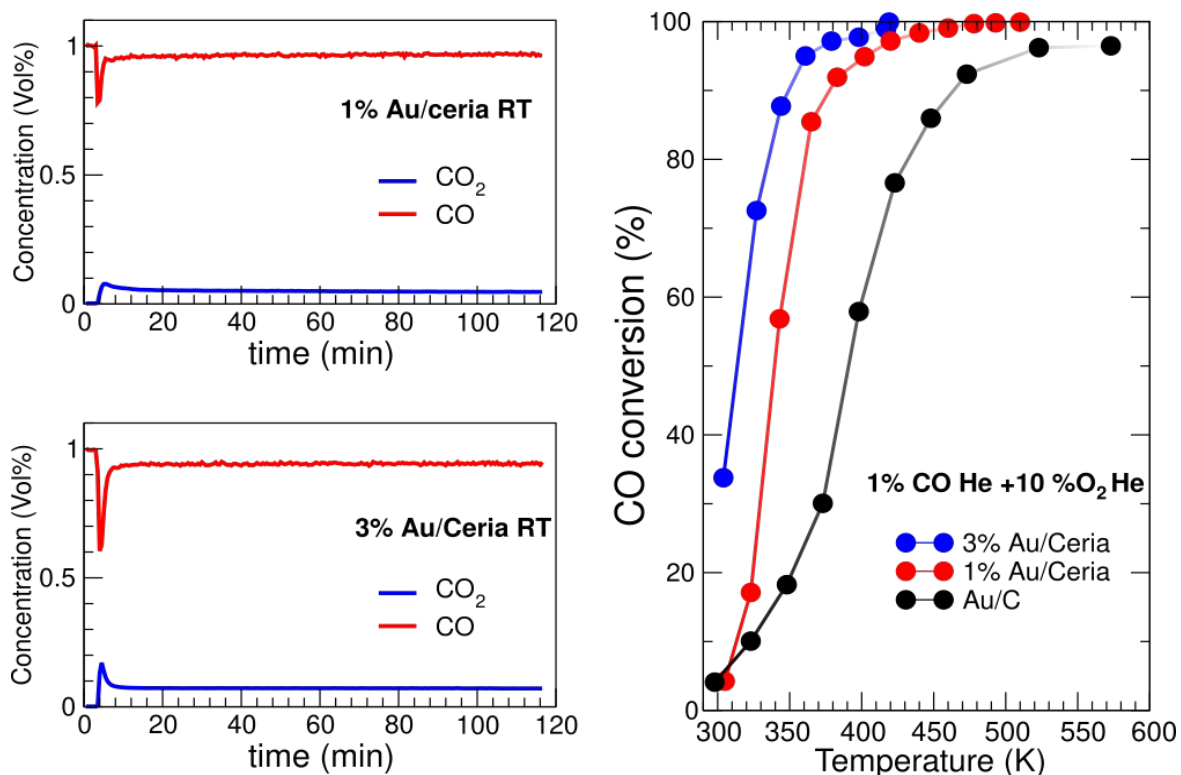 Concentration (Vol%)
1
0.5
0
1% Au/ceria RT
CO₂
CO
0 20 40 60 80 100 120
time (min)
Concentration (Vol%)
1
0.5
0
3% Au/Ceria RT
CO₂
CO
0 20 40 60 80 100 120
time (min)
CO conversion (%)
100
80
60
40
20
0
1% CO He +10 %O₂ He
3% Au/Ceria
1% Au/Ceria
Au/C
300 350 400 450 500 550 600
Temperature (K)